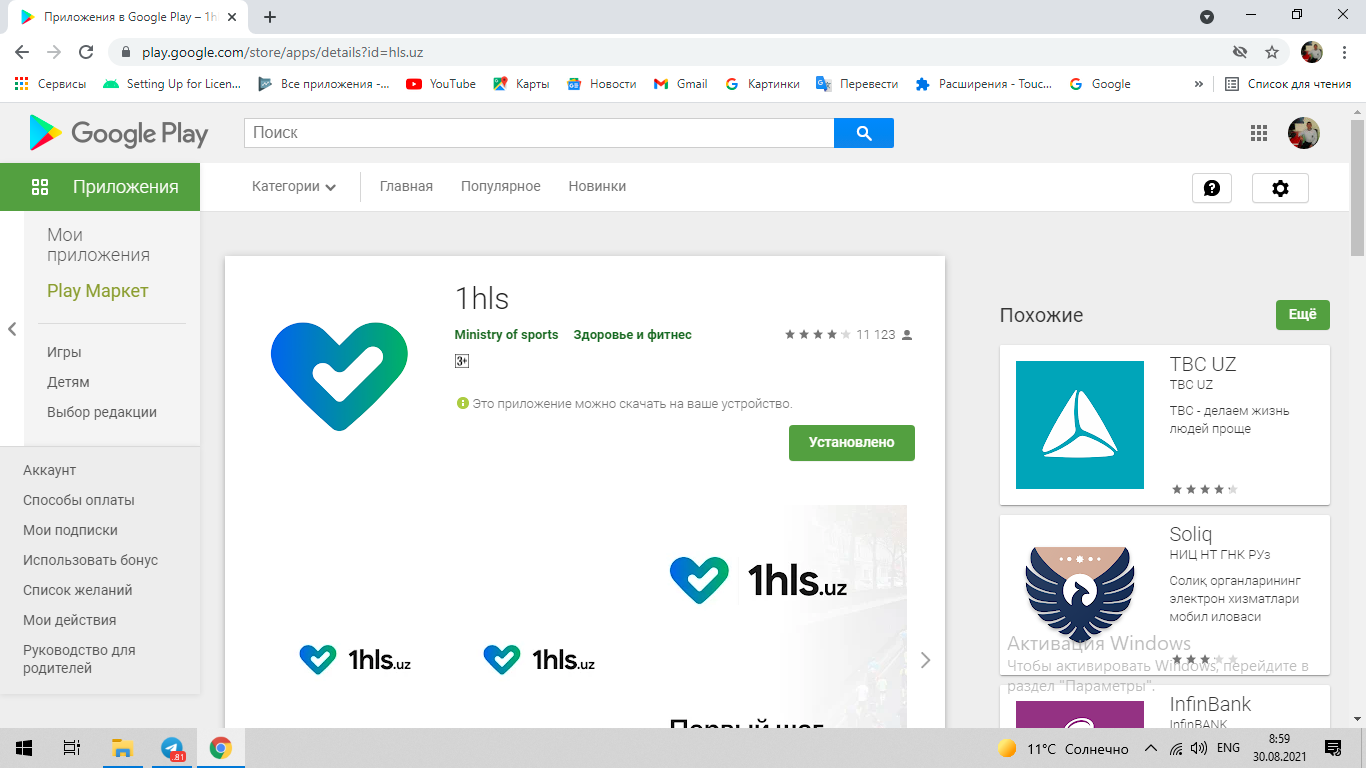 Приложения в Google Play – 1h
play.google.com/store/apps/details?id=hls.uz
Сервисы
Setting Up for Licen...
Все приложения -...
YouTube
Карты
Новости
Gmail
Картинки
Перевести
Расширения - Touc...
Google
»
Список для чтения
Google Play
Поиск
Приложения
Категории
Главная
Популярное
Новинки
Мои
приложения
Play Маркет
Игры
Детям
Выбор редакции
Аккаунт
Способы оплаты
Мои подписки
Использовать бонус
Список желаний
Мои действия
Руководство для
родителей
1hls
Ministry of sports Здоровье и фитнес
11 123
3+
Это приложение можно скачать на ваше устройство.
Установлено
1hls.uz
1hls.uz
1hls.uz
Первый шаг
Похожие
Ещё
TBC UZ
TBC UZ
TBC - делаем жизнь
людей проще
Soliq
НИЦ НТ ГНК РУз
Солиқ органларининг
электрон хизматлари
мобил иловаси
InfinBank
InfinBANK
Активация Windows
Чтобы активировать Windows, перейдите в
раздел "Параметры".
81
11°C Солнечно
ENG
8:59
30.08.2021